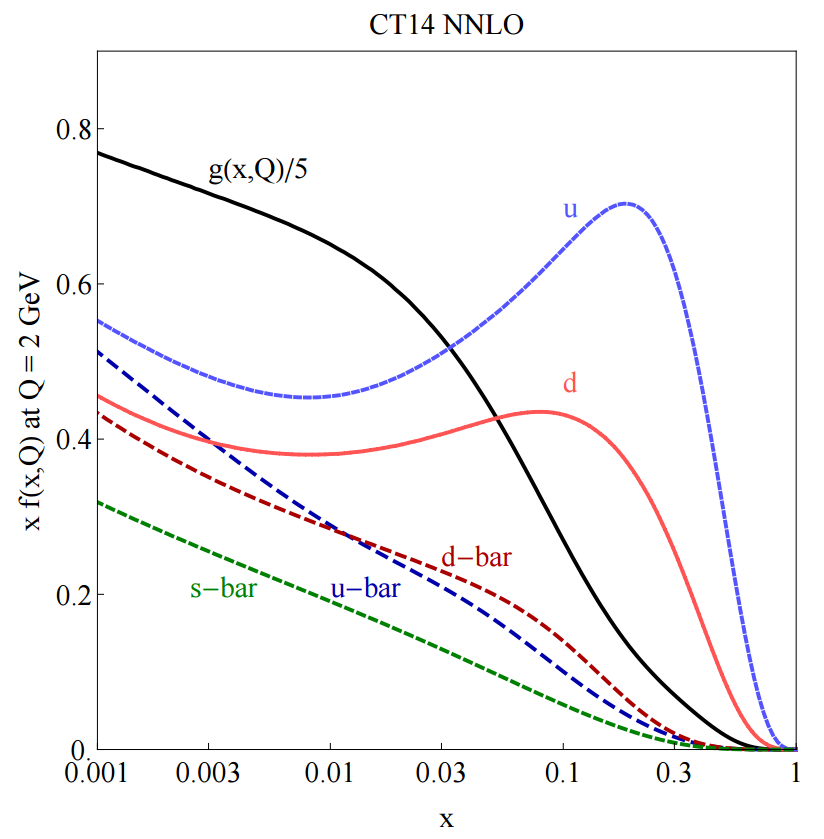 CT14 NNLO
0.8
g(x,Q)/5
u
0.6
x f(x,Q) at Q = 2 GeV
d
0.4
d−bar
s−bar
u−bar
0.2
0.
0.001
0.003
0.01
0.03
0.1
0.3
1
x